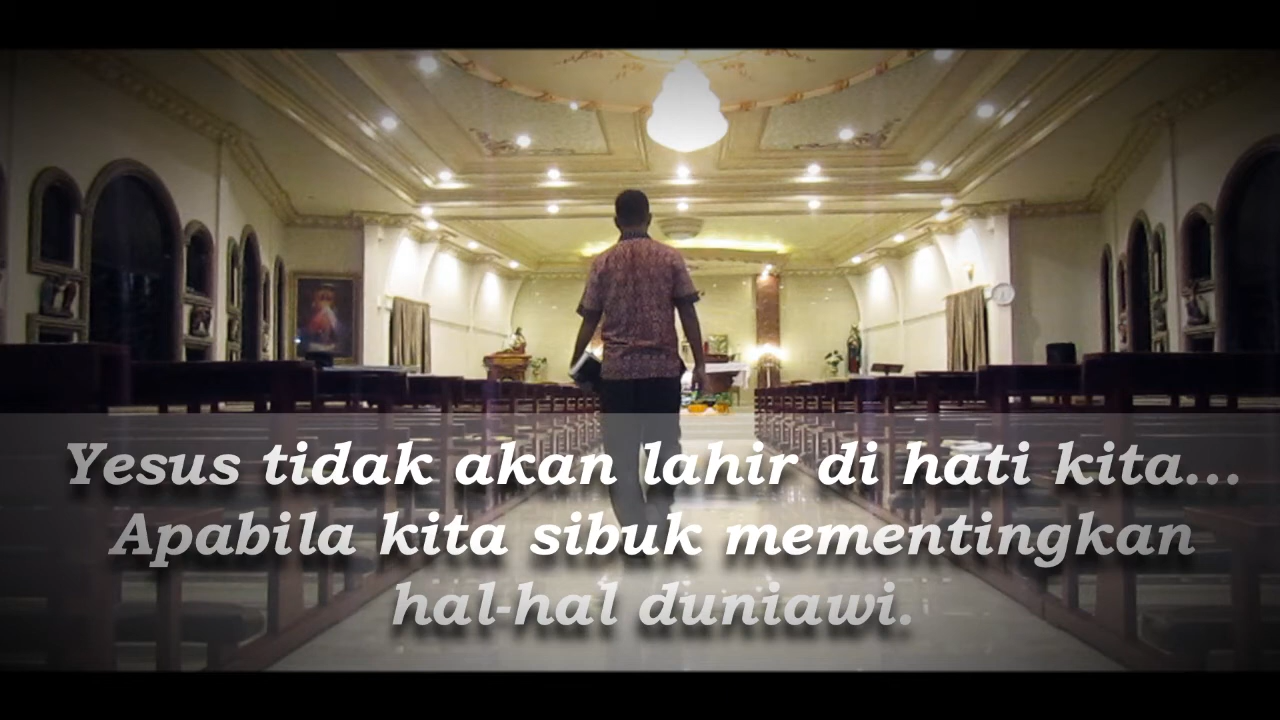 Yesus tidak akan lahir di hati kita...
Apabila kita sibuk mementingkan
hal-hal duniawi.